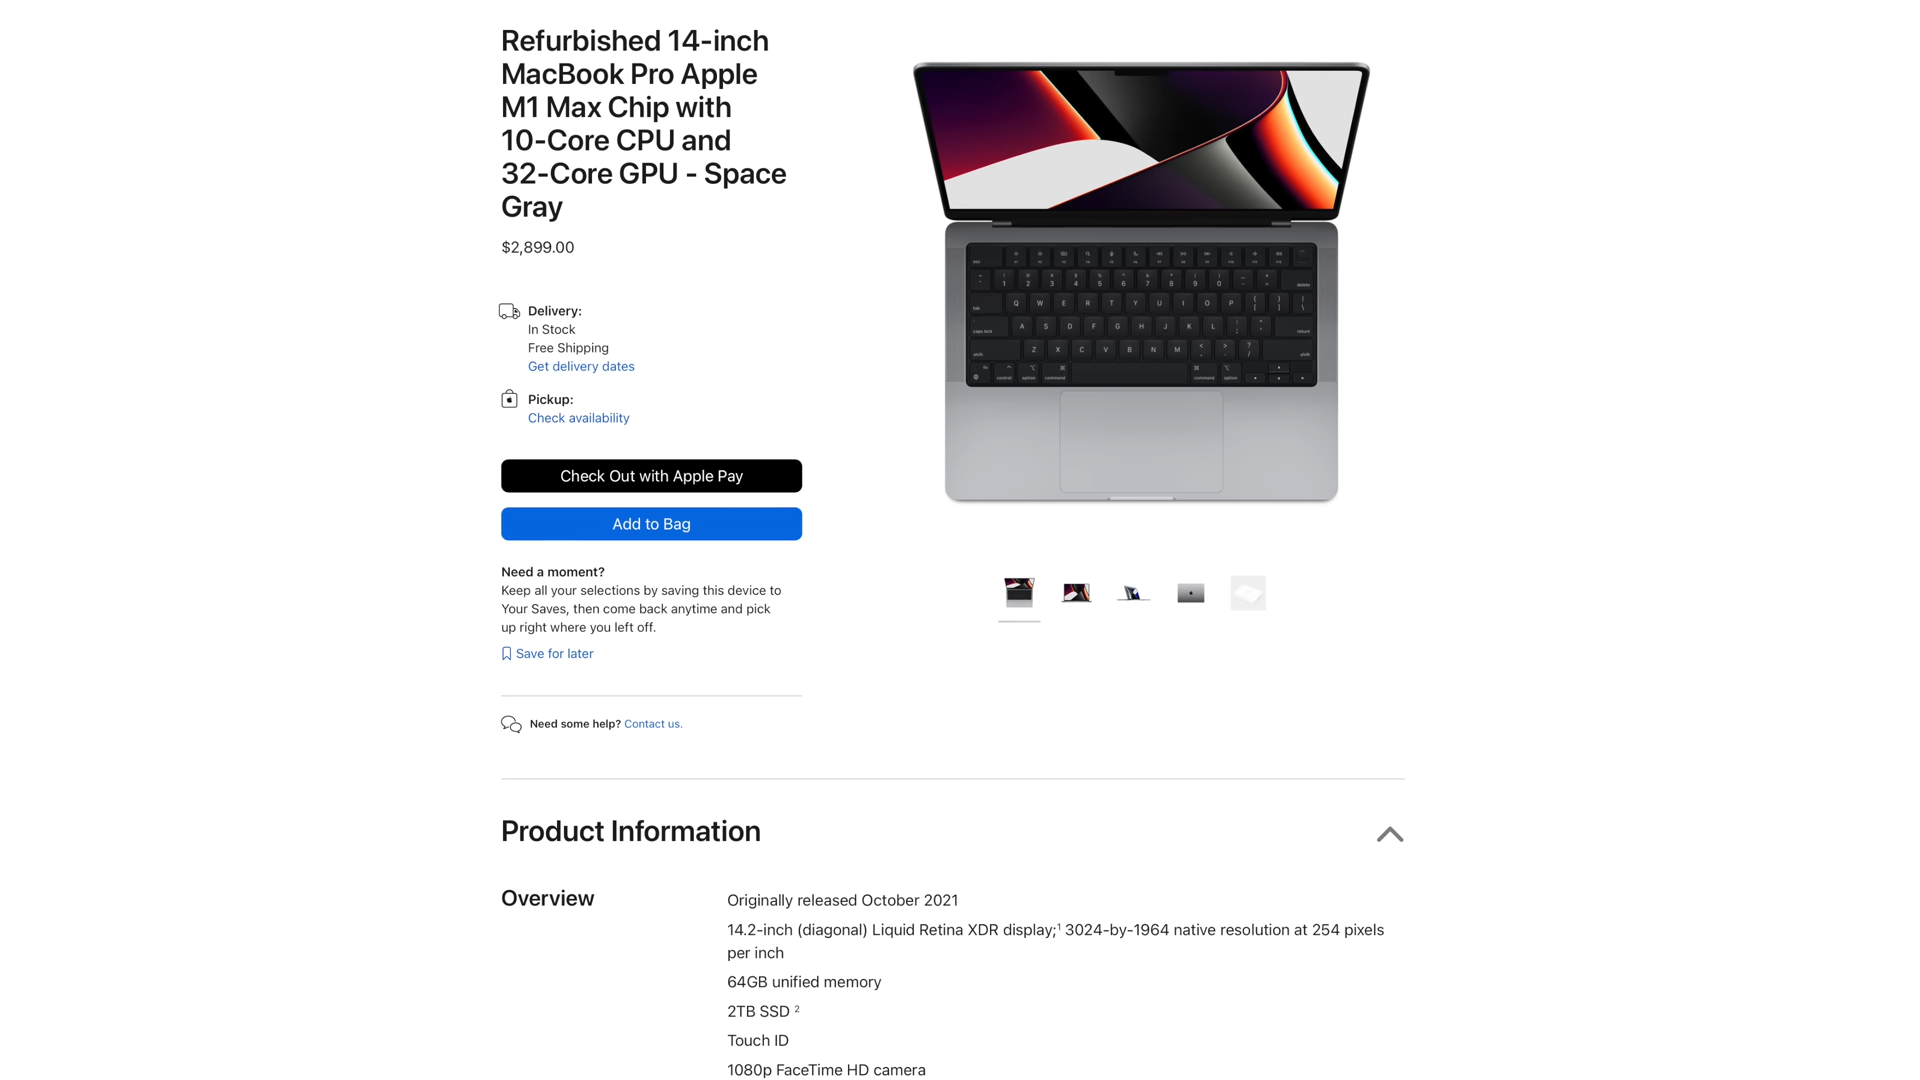 Refurbished 14-inch
MacBook Pro Apple
M1 Max Chip with
10-Core CPU and
32-Core GPU - Space
Gray
$2,899.00
Delivery:
In Stock
Free Shipping
Get delivery dates
Pickup:
Check availability
Check Out with Apple Pay
Add to Bag
Need a moment?
Keep all your selections by saving this device to
Your Saves, then come back anytime and pick
up right where you left off.
Save for later
Need some help? Contact us.
Product Information
Overview
Originally released October 2021
14.2-inch (diagonal) Liquid Retina XDR display;¹ 3024-by-1964 native resolution at 254 pixels
per inch
64GB unified memory
2TB SSD ²
Touch ID
1080p FaceTime HD camera